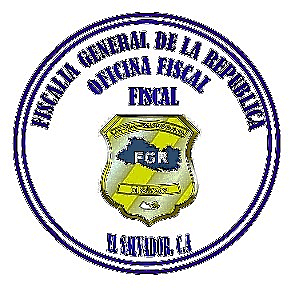 FISCALIA GENERAL DE LA REPUBLICA
OFICINA FISCAL
FISCAL
FGR
EL SALVADOR, C.A